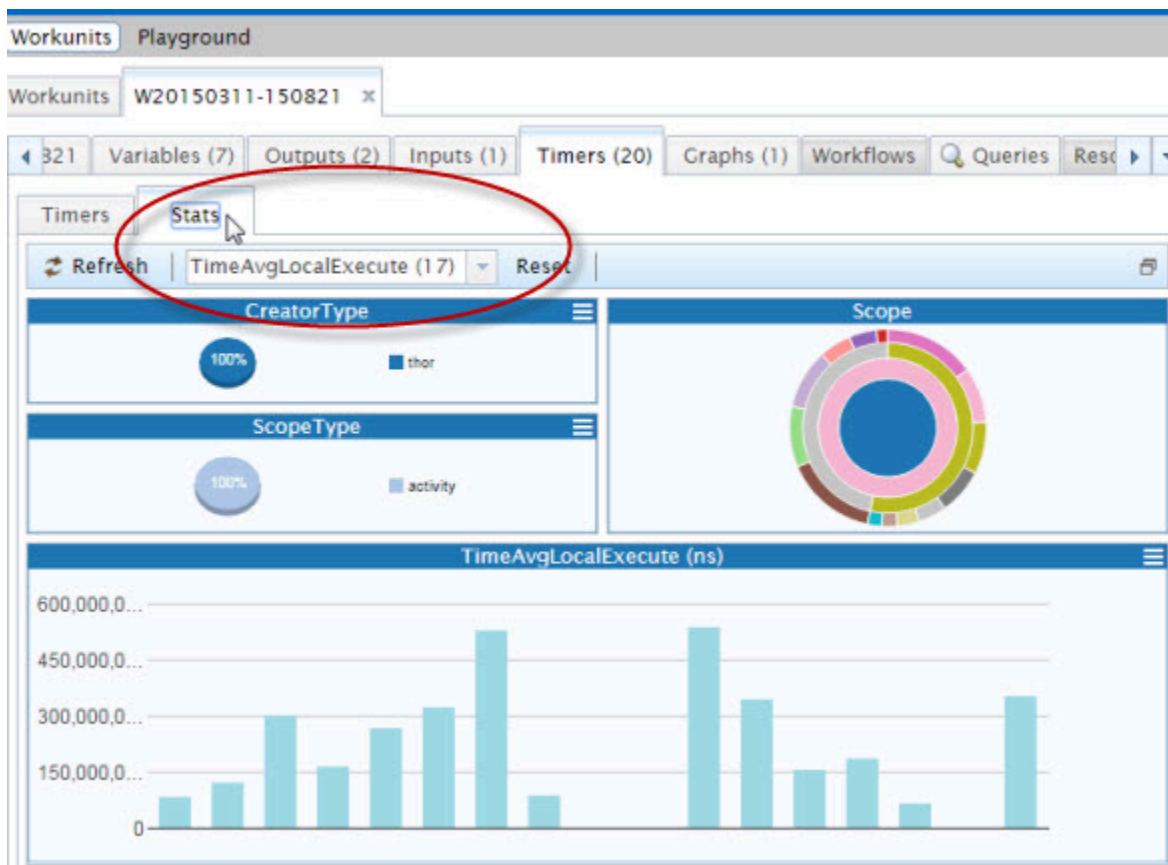 Workunits Playground
Workunits W20150311-150821 ×
321 Variables (7) Outputs (2) Inputs (1) Timers (20) Graphs (1) Workflows Queries Reso
Timers Stats
Refresh TimeAvgLocalExecute (17) Reset
CreatorType
100% thor
ScopeType
100% activity
Scope
TimeAvgLocalExecute (ns)
600,000,0...
450,000,0...
300,000,0...
150,000,0...
0